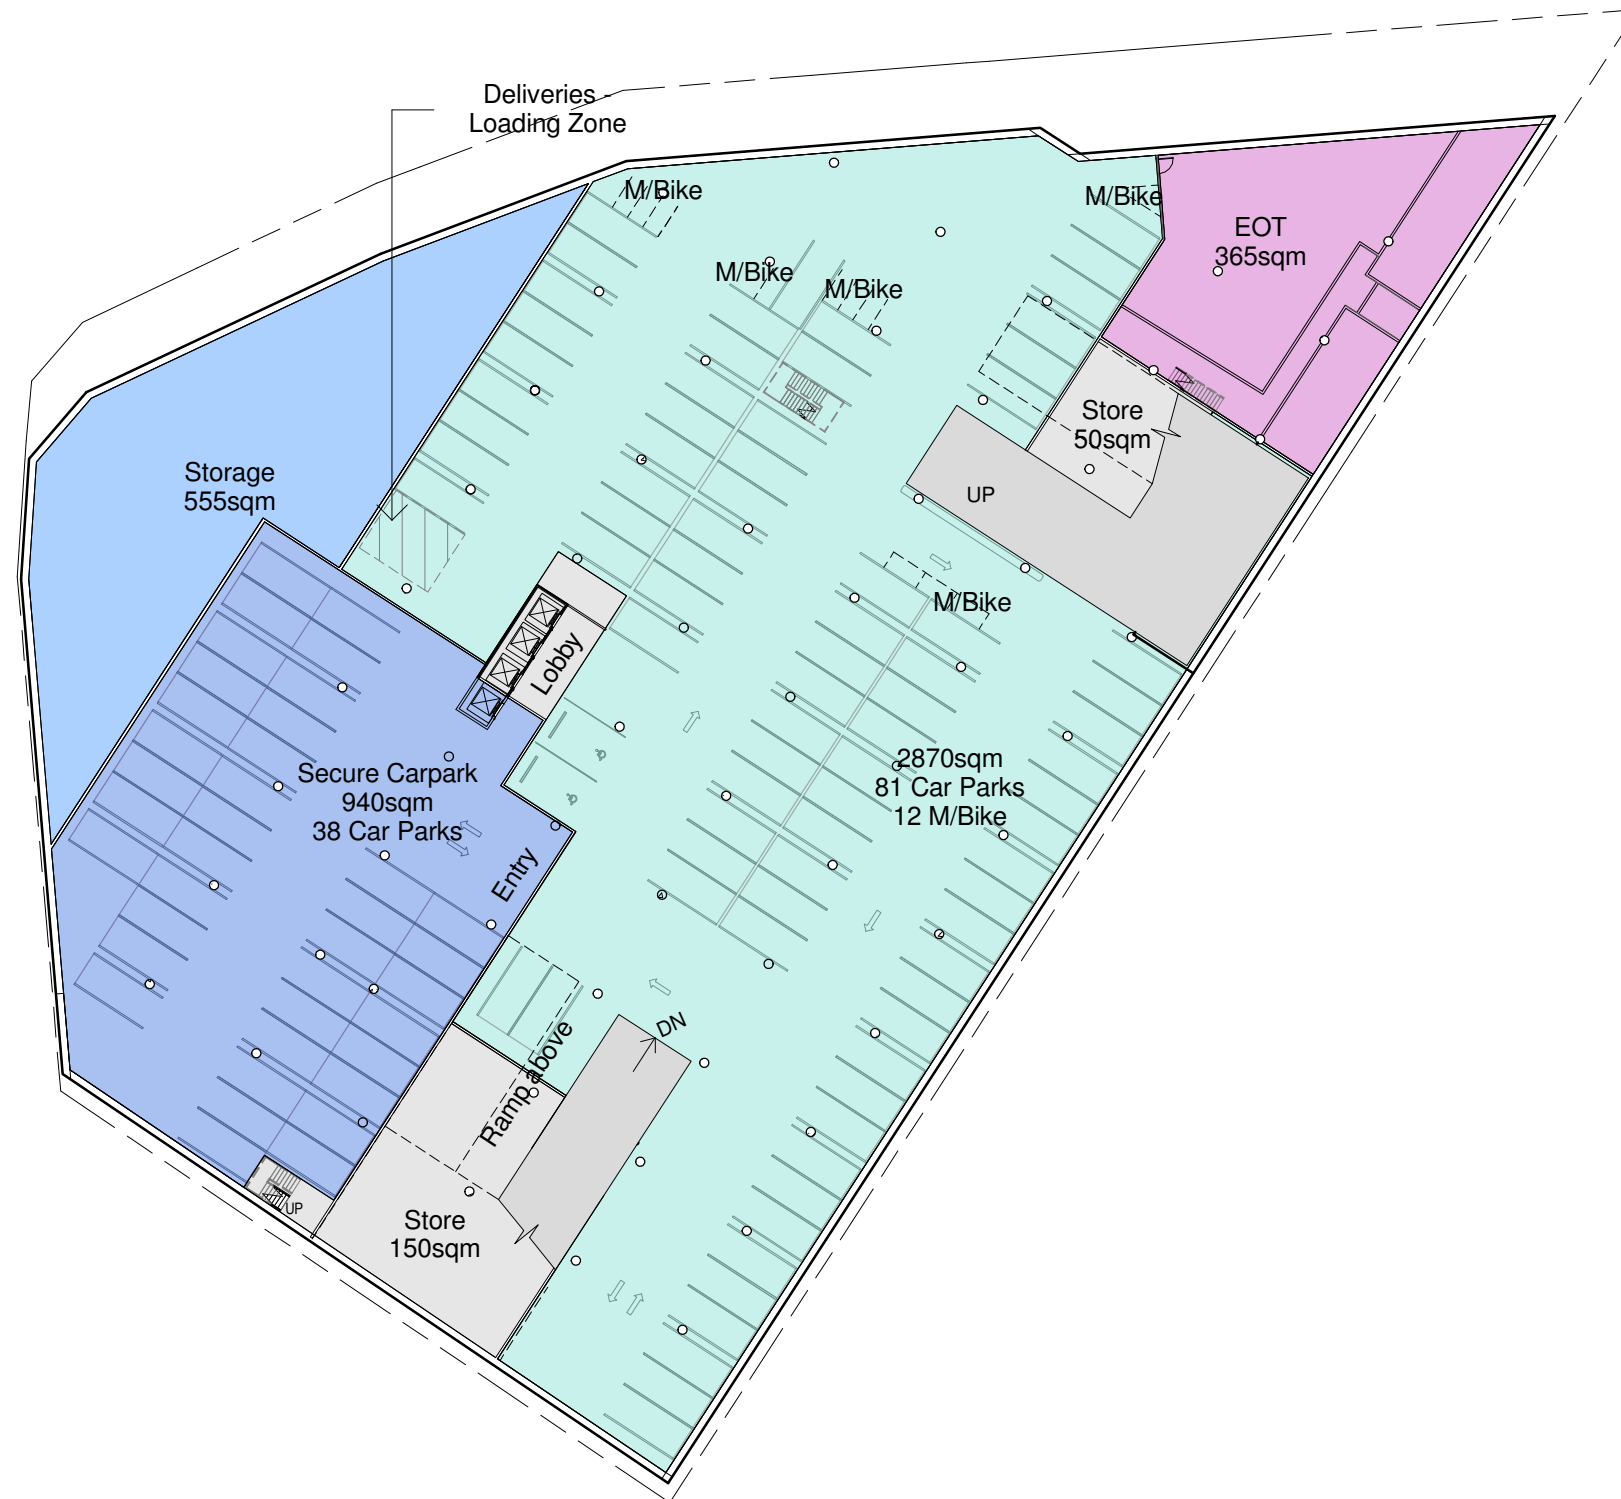 Deliveries -
Loading Zone
M/Bike
M/Bike
EOT
365sqm
M/Bike
M/Bike
Store
50sqm
Storage
555sqm
UP
M/Bike
Lobby
2870sqm
81 Car Parks
12 M/Bike
Secure Carpark
940sqm
38 Car Parks
Entry
DN
Ramp above
UP
Store
150sqm